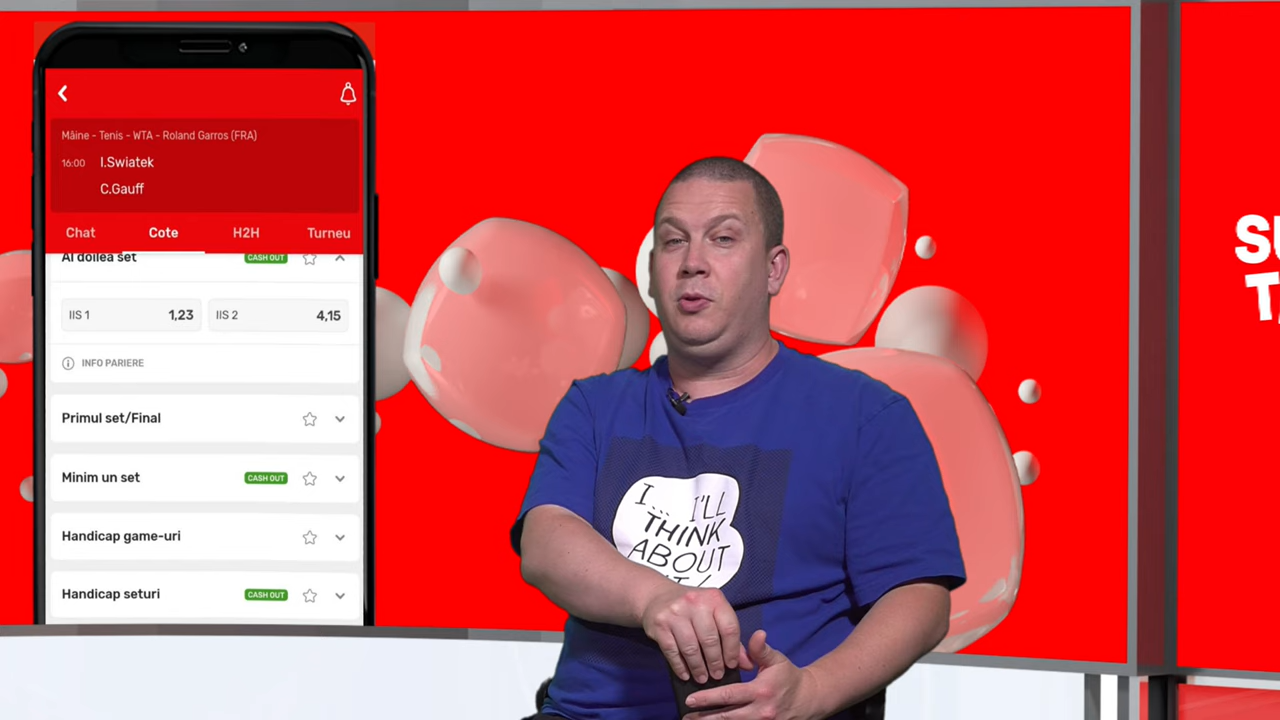 Mâine - Tenis - WTA - Roland Garros (FRA)
16:00 I.Swiatek
C.Gauff
Chat Cote H2H Turneu
Al doilea set CASH OUT
IIS 1 1,23 IIS 2 4,15
INFO PARIERE
Primul set/Final
Minim un set CASH OUT
Handicap game-uri
Handicap seturi CASH OUT
I... I'LL
THINK
ABOUT